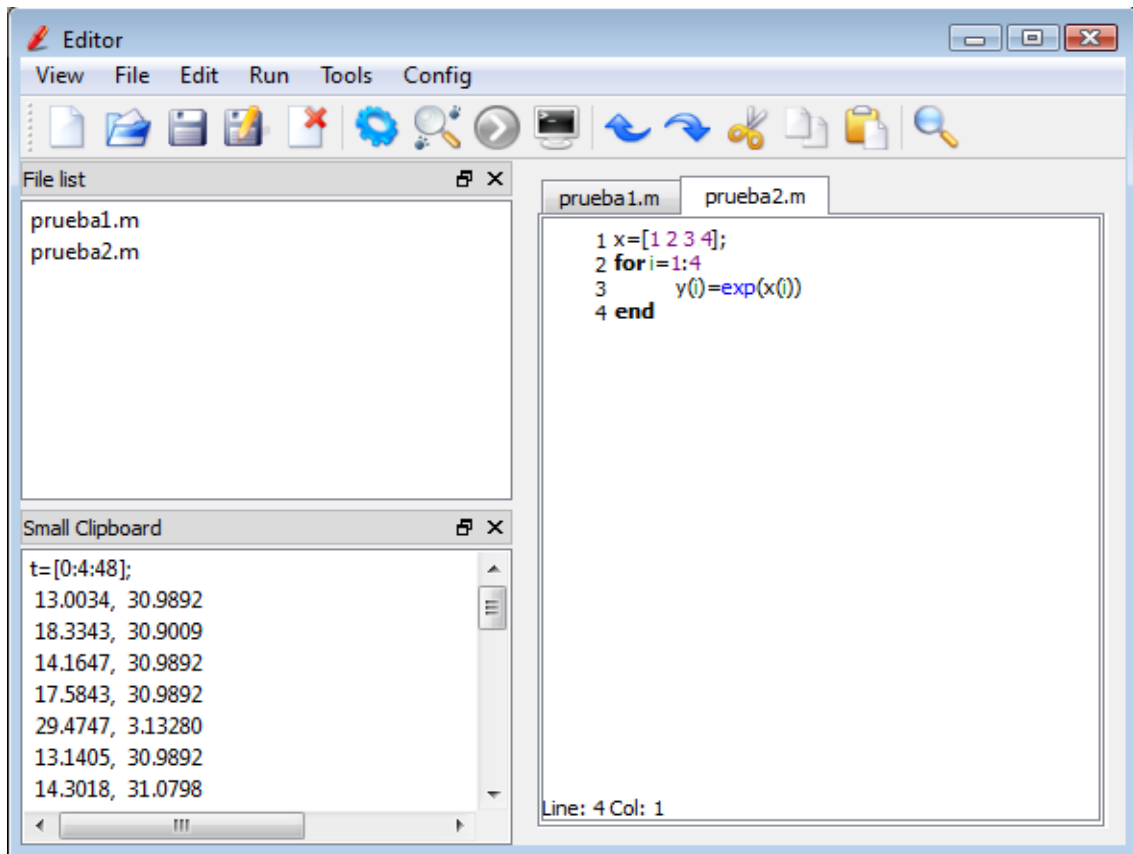 Editor
View File Edit Run Tools Config
File list
prueba1.m
prueba2.m
Small Clipboard
t=[0:4:48];
13.0034, 30.9892
18.3343, 30.9009
14.1647, 30.9892
17.5843, 30.9892
29.4747, 3.13280
13.1405, 30.9892
14.3018, 31.0798
prueba1.m prueba2.m
1 x=[1 2 3 4];
2 for i=1:4
3 y(i)=exp(x(i))
4 end
Line: 4 Col: 1